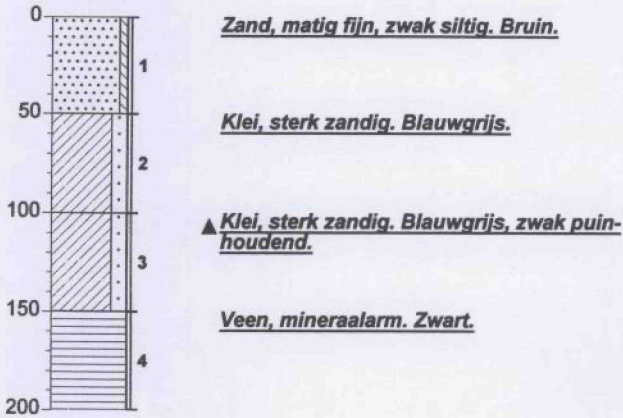 0
Zand, matig fijn, zwak siltig. Bruin.
1
50
Klei, sterk zandig. Blauwgrijs.
2
100
▲ Klei, sterk zandig. Blauwgrijs, zwak puin-
houdend.
3
150
Veen, mineraalarm. Zwart.
4
200